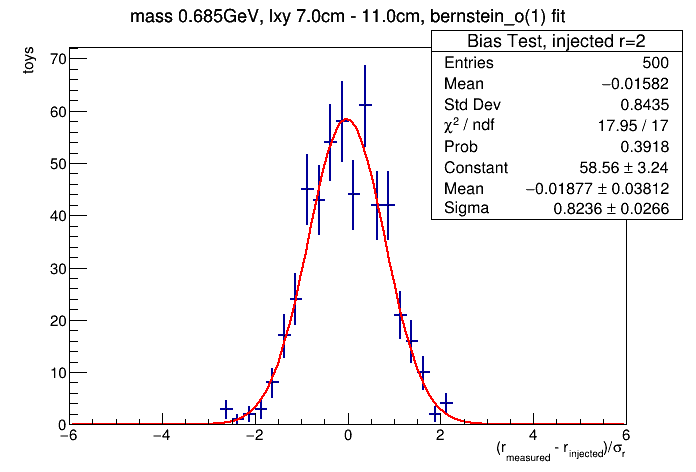 mass 0.685GeV, lxy 7.0cm - 11.0cm, bernstein_o(1) fit
Bias Test, injected r=2
Entries 500
Mean −0.01582
Std Dev 0.8435
χ² / ndf 17.95 / 17
Prob 0.3918
Constant 58.56 ± 3.24
Mean −0.01877 ± 0.03812
Sigma 0.8236 ± 0.0266
toys
70
60
50
40
30
20
10
0
−6 −4 −2 0 2 4 6
(r_measured - r_injected)/σ_r